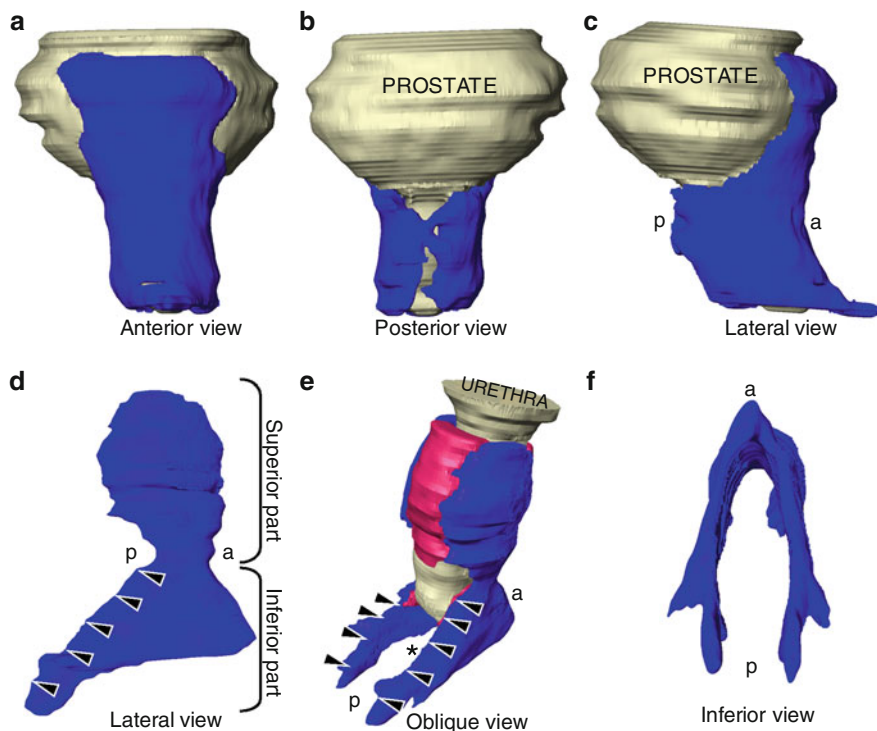 a
b
c
PROSTATE
PROSTATE
p
a
Anterior view
Posterior view
Lateral view
d
e
f
URETHRA
a
Superior part
p
a
a
Inferior part
*
p
p
Lateral view
Oblique view
Inferior view